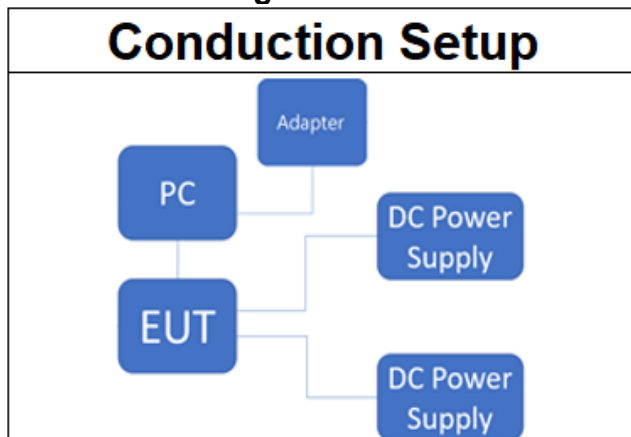 Conduction Setup
Adapter
PC
DC Power
Supply
EUT
DC Power
Supply